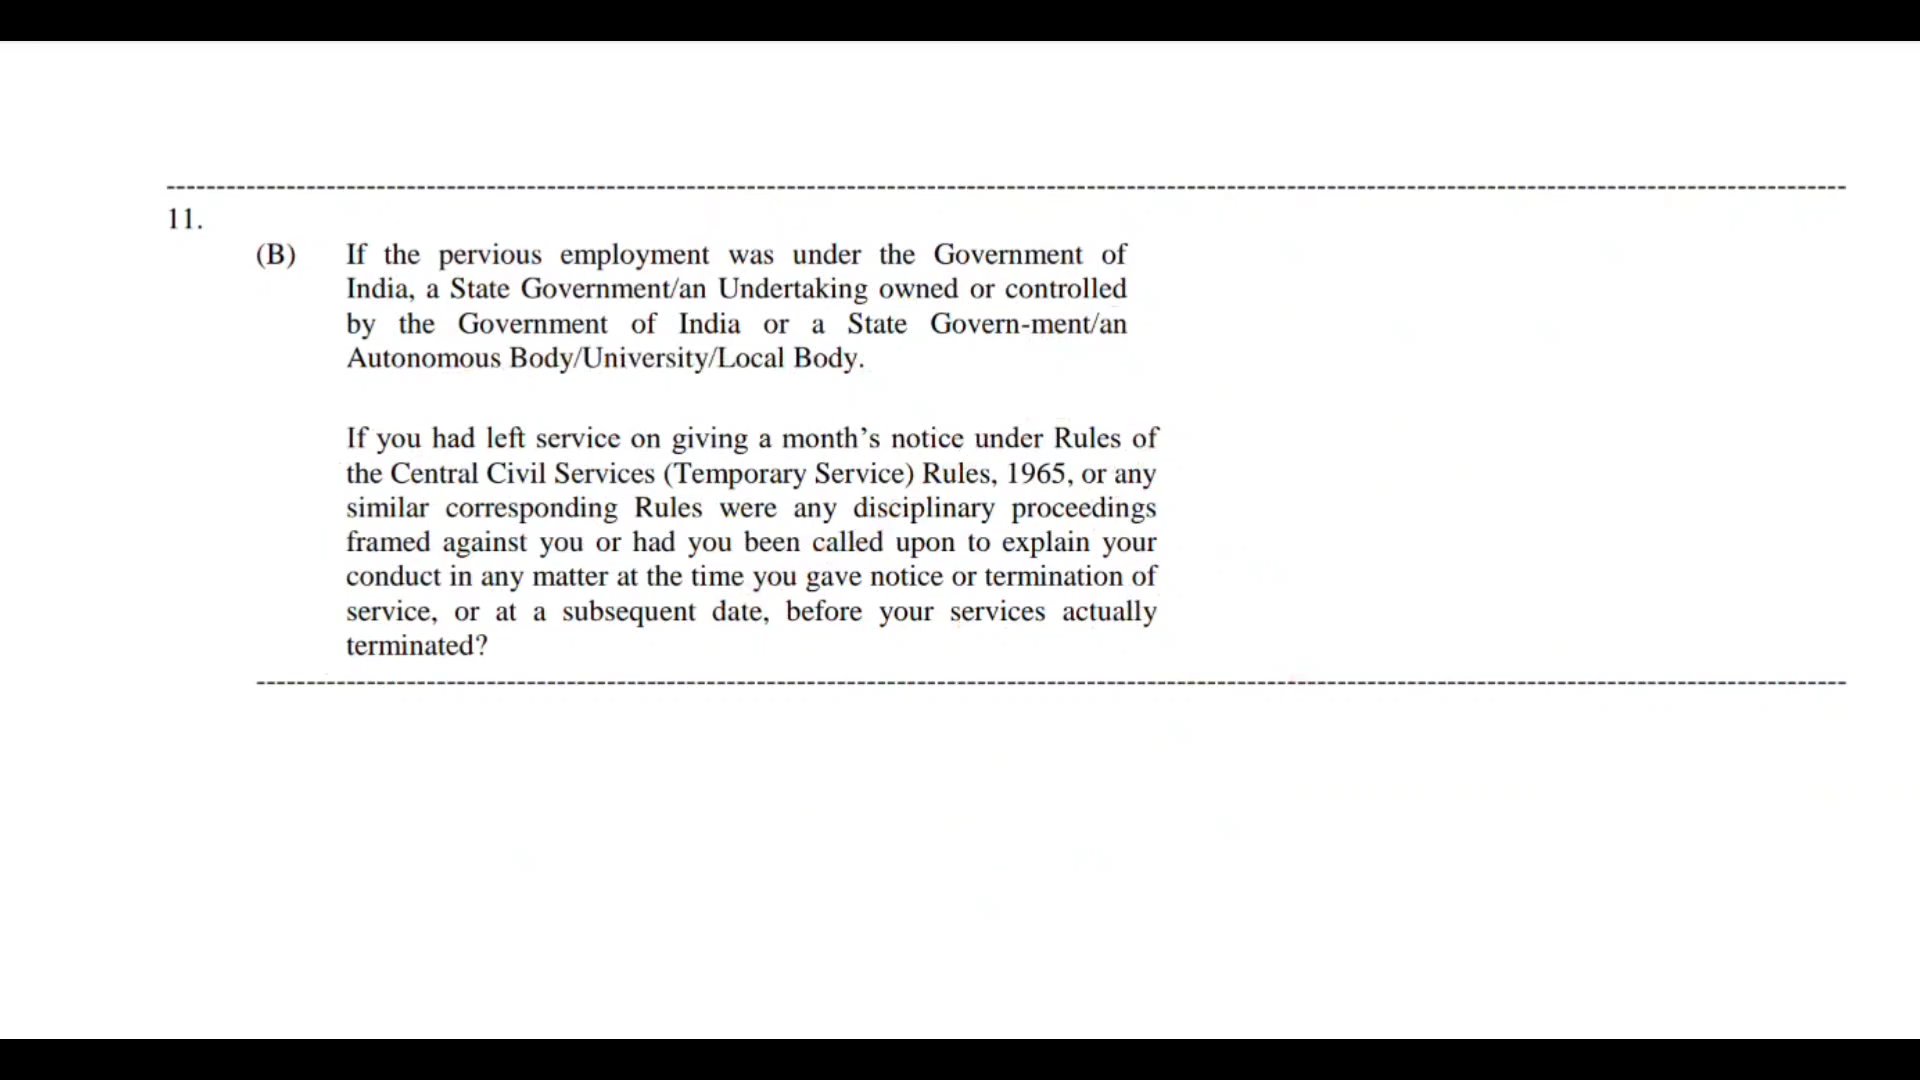 11.
(B) If the pervious employment was under the Government of
India, a State Government/an Undertaking owned or controlled
by the Government of India or a State Govern-ment/an
Autonomous Body/University/Local Body.
If you had left service on giving a month’s notice under Rules of
the Central Civil Services (Temporary Service) Rules, 1965, or any
similar corresponding Rules were any disciplinary proceedings
framed against you or had you been called upon to explain your
conduct in any matter at the time you gave notice or termination of
service, or at a subsequent date, before your services actually
terminated?